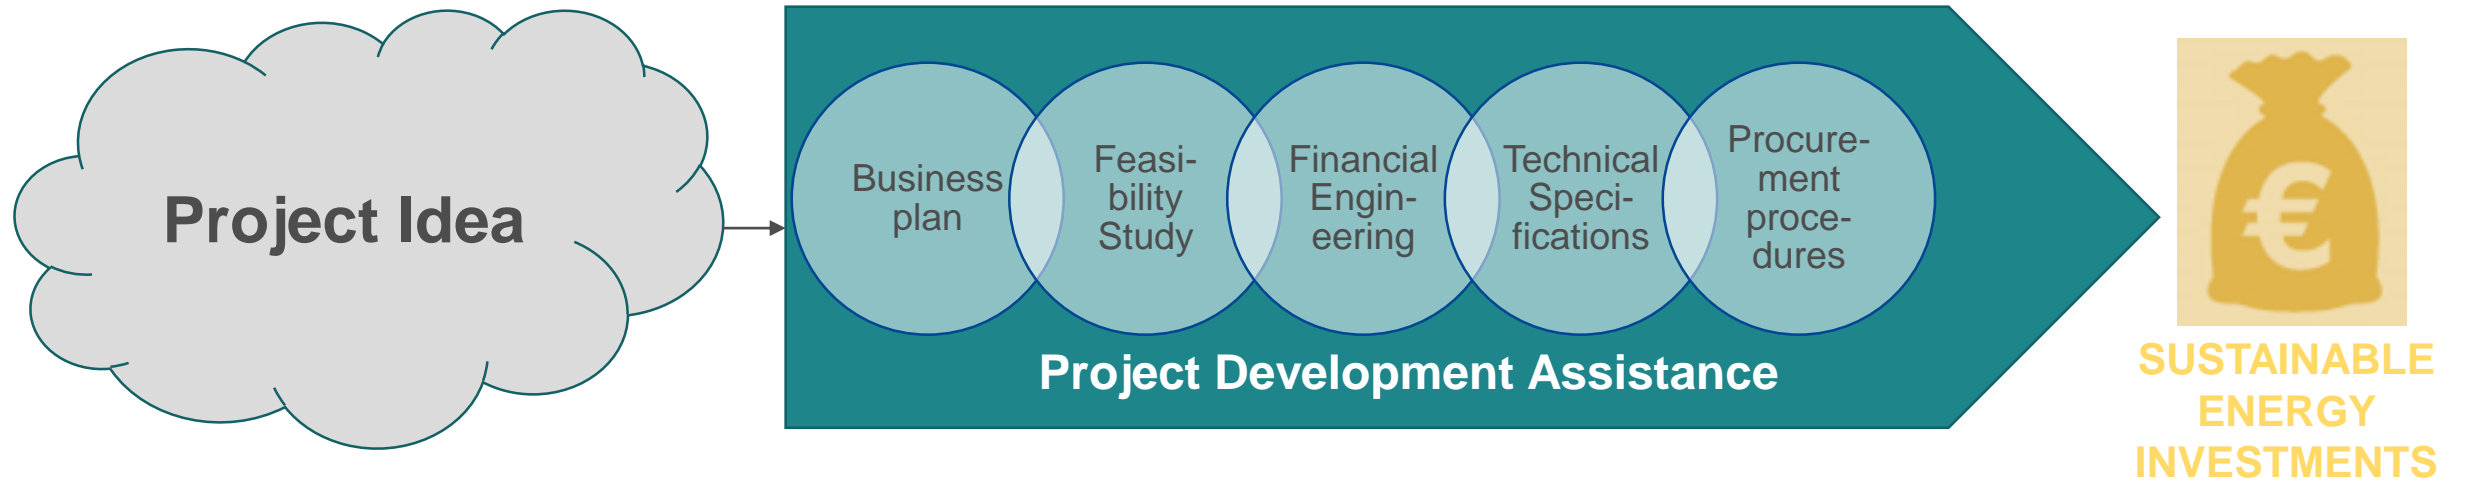 Project Idea
Business
plan
Feasi-
bility
Study
Financial
Engin-
eering
Technical
Speci-
fications
Procure-
ment
proce-
dures
Project Development Assistance
€
SUSTAINABLE
ENERGY
INVESTMENTS